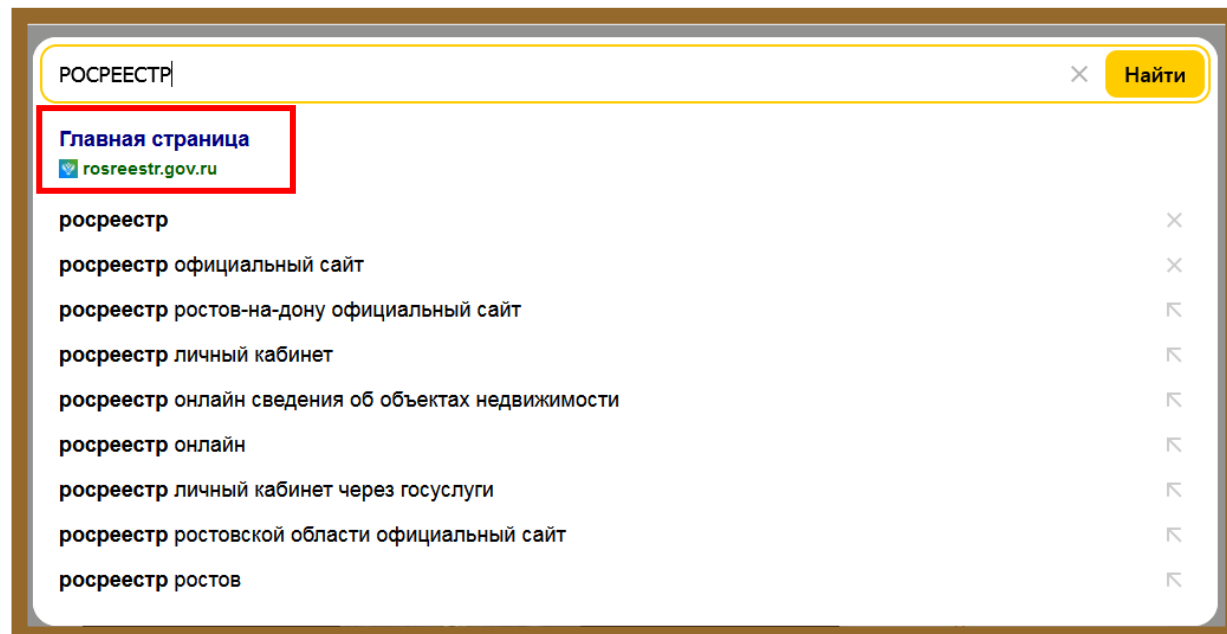 РОСРЕЕСТР
Найти
Главная страница
rosreestr.gov.ru
росреестр
росреестр официальный сайт
росреестр ростов-на-дону официальный сайт
росреестр личный кабинет
росреестр онлайн сведения об объектах недвижимости
росреестр онлайн
росреестр личный кабинет через госуслуги
росреестр ростовской области официальный сайт
росреестр ростов